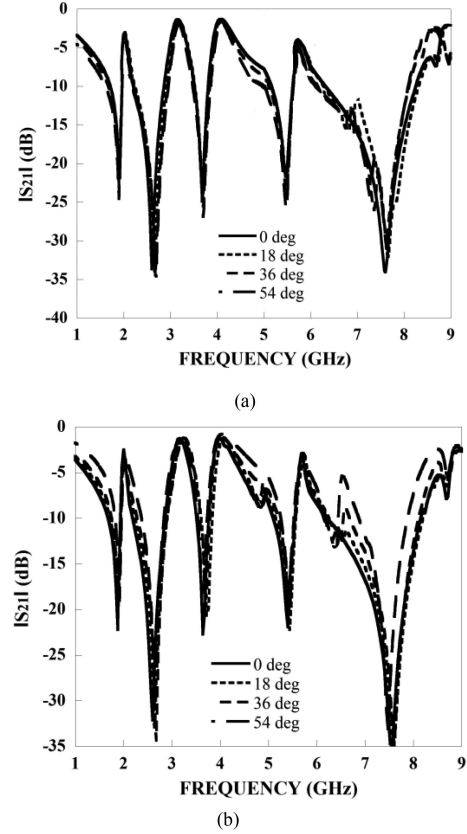 0
-5
-10
-15
-20
-25
-30
-35
-40
|S21| (dB)
0 deg
18 deg
36 deg
54 deg
1 2 3 4 5 6 7 8 9
FREQUENCY (GHz)
(a)
0
-5
-10
-15
-20
-25
-30
-35
|S21| (dB)
0 deg
18 deg
36 deg
54 deg
1 2 3 4 5 6 7 8 9
FREQUENCY (GHz)
(b)